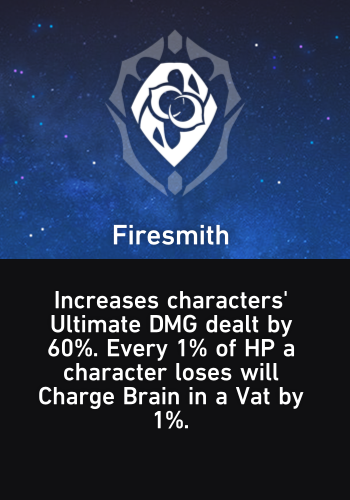 Firesmith
Increases characters'
Ultimate DMG dealt by
60%. Every 1% of HP a
character loses will
Charge Brain in a Vat by
1%.